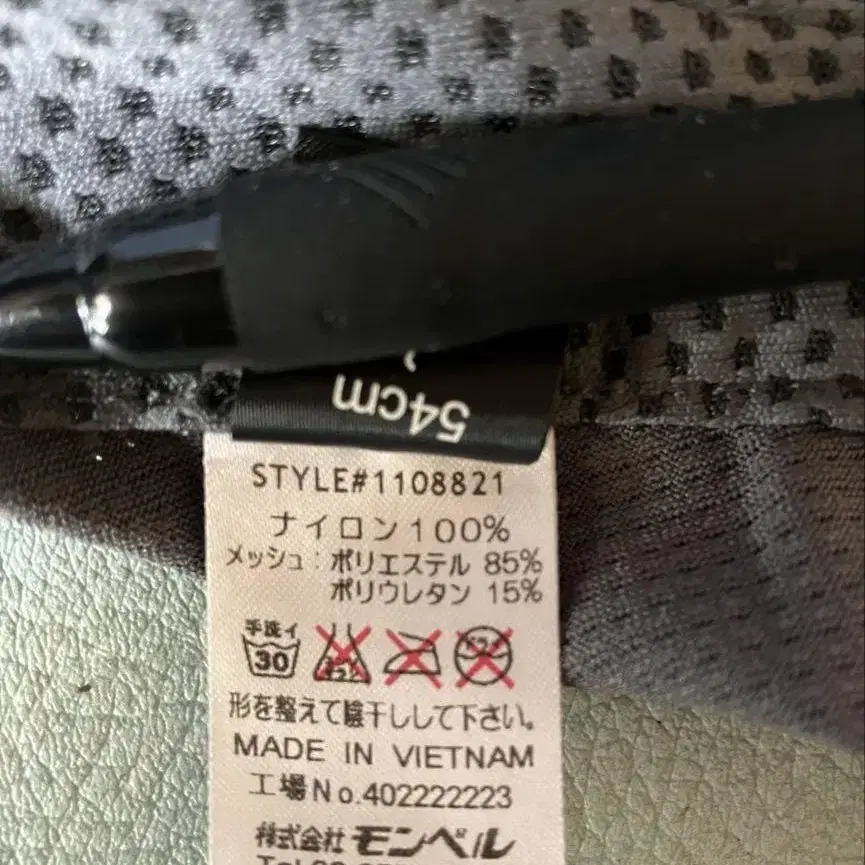 54cm
STYLE#1108821
ナイロン100%
メッシュ：ポリエステル 85%
ポリウレタン 15%
手洗イ
30
形を整えて陰干しして下さい。
MADE IN VIETNAM
工場No.402222223
株式会社 モンベル